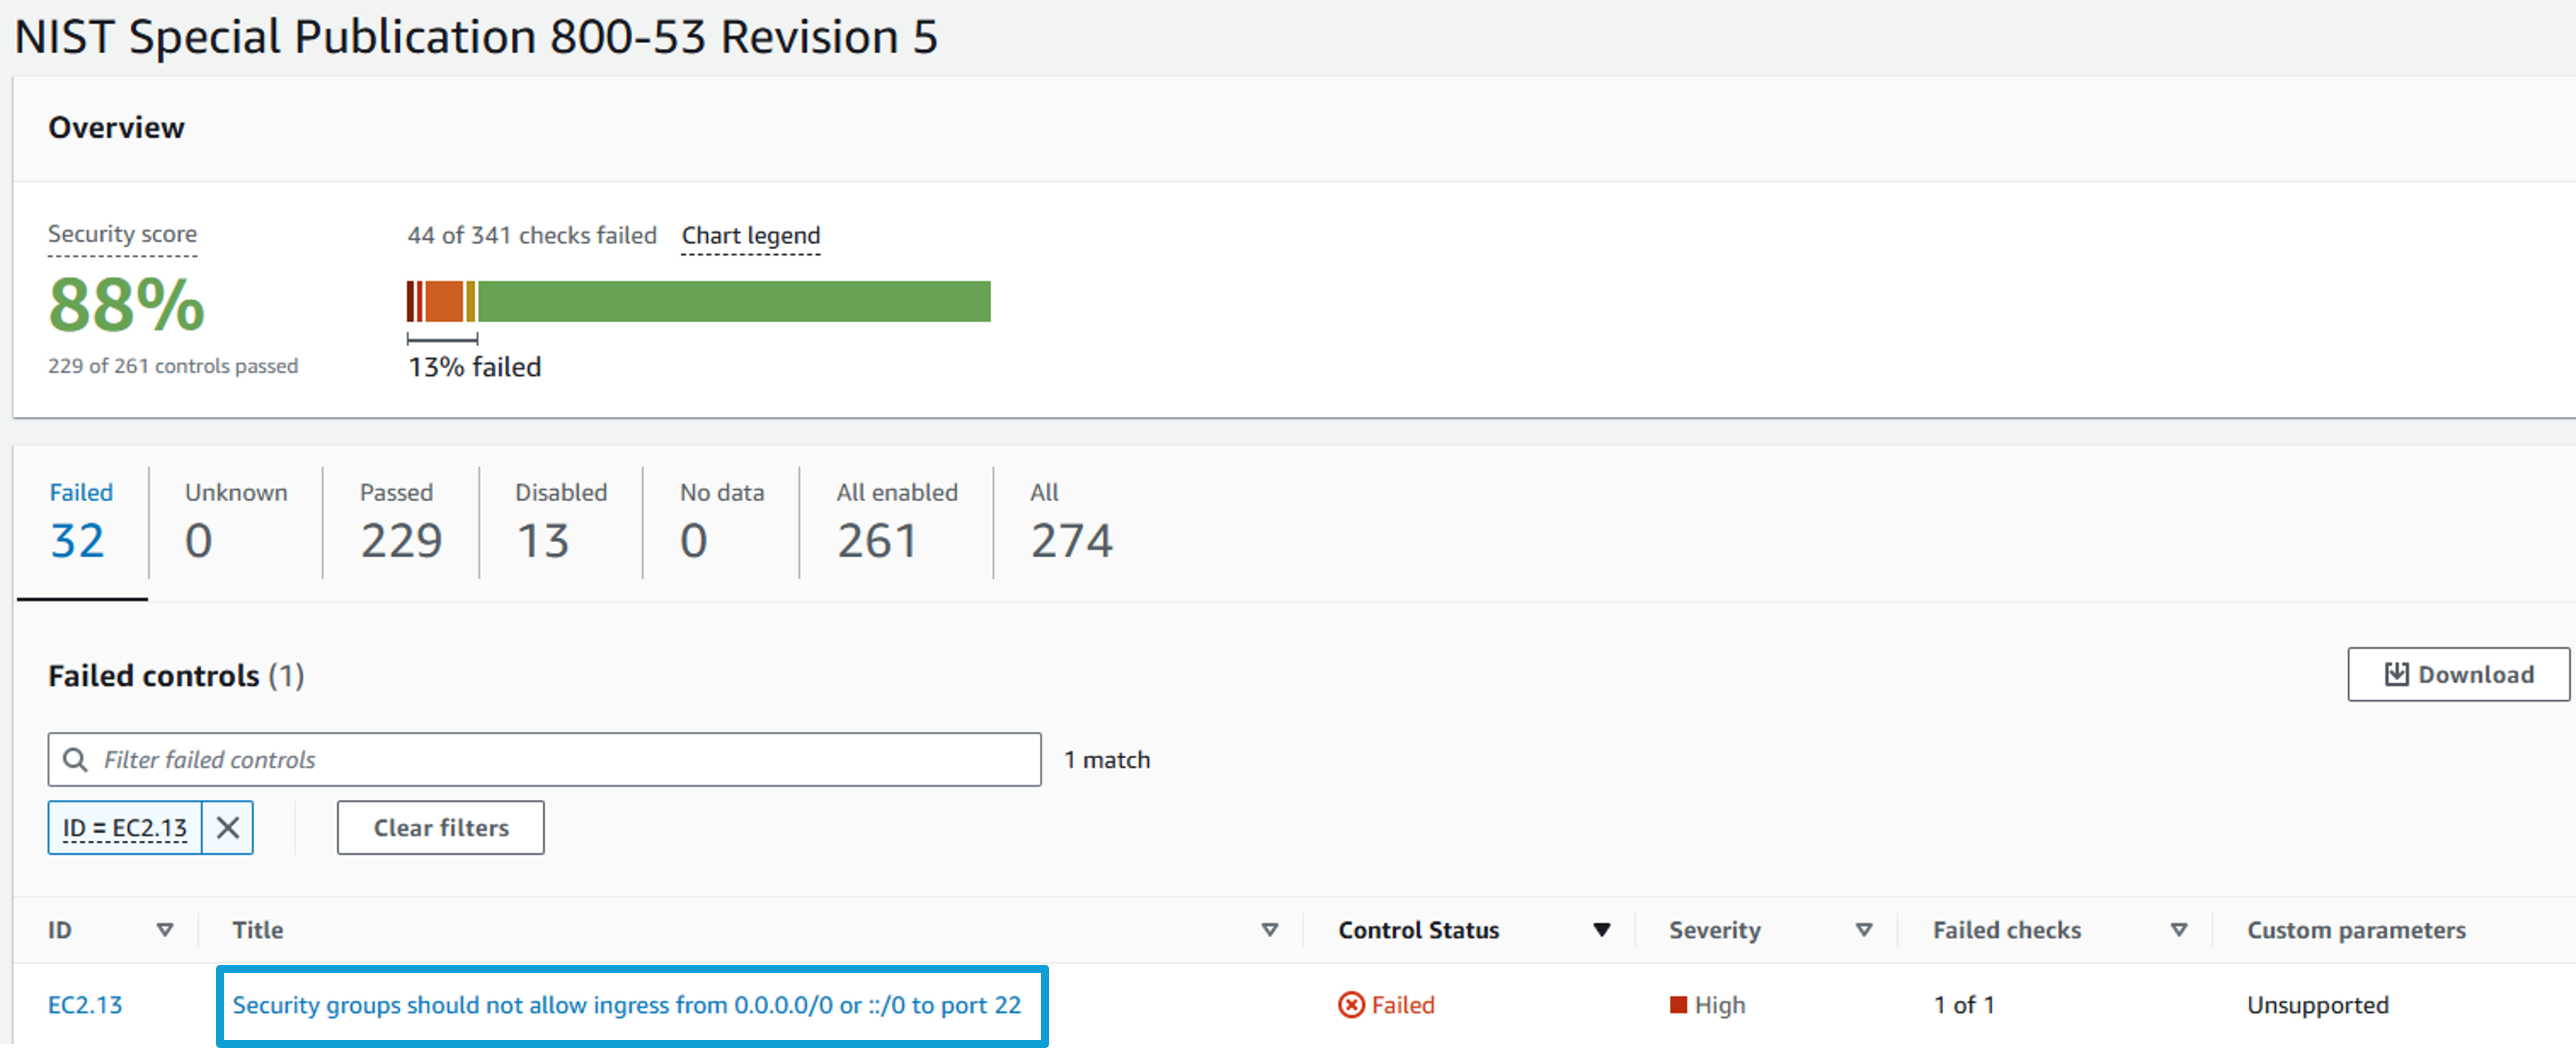 NIST Special Publication 800-53 Revision 5
Overview
Security score
88%
229 of 261 controls passed
44 of 341 checks failed Chart legend
13% failed
Failed Unknown Passed Disabled No data All enabled All
32 0 229 13 0 261 274
Failed controls (1)
Download
Filter failed controls
1 match
ID = EC2.13
Clear filters
ID Title Control Status Severity Failed checks Custom parameters
EC2.13 Security groups should not allow ingress from 0.0.0.0/0 or ::/0 to port 22 Failed High 1 of 1 Unsupported